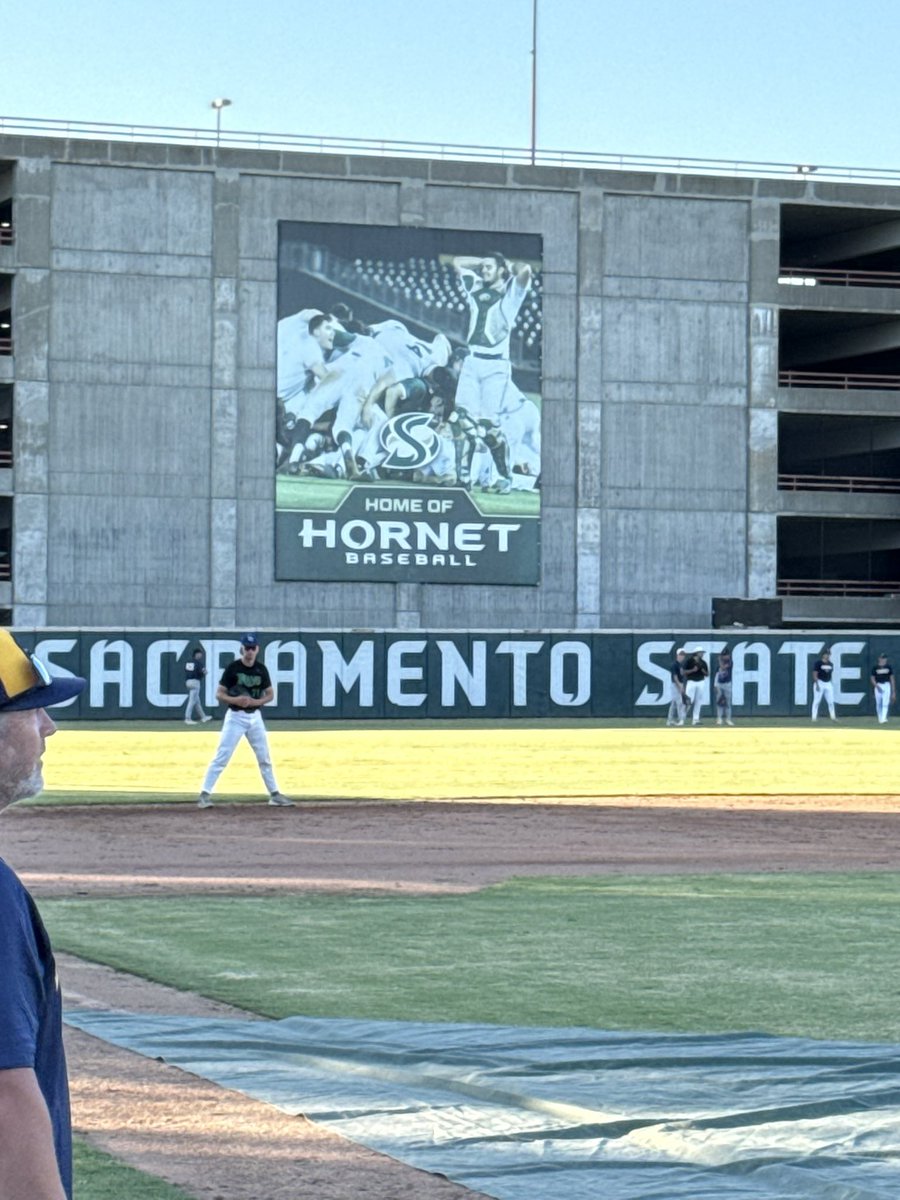 HOME OF
HORNET
BASEBALL
SACRAMENTO STATE